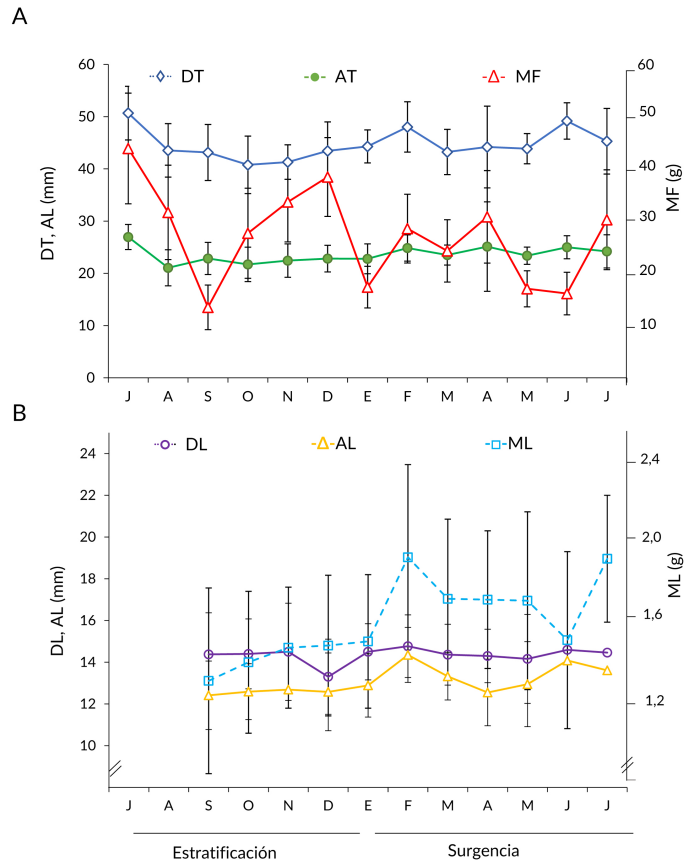 A
DT AT MF
60 50 40 30 20 10 0
DT, AL (mm)
60 50 40 30 20 10
MF (g)
J A S O N D E F M A M J J
B
DL AL ML
24 22 20 18 16 14 12 10
DL, AL (mm)
2,4 2,0 1,6 1,2
ML (g)
J A S O N D E F M A M J J
Estratificación Surgencia